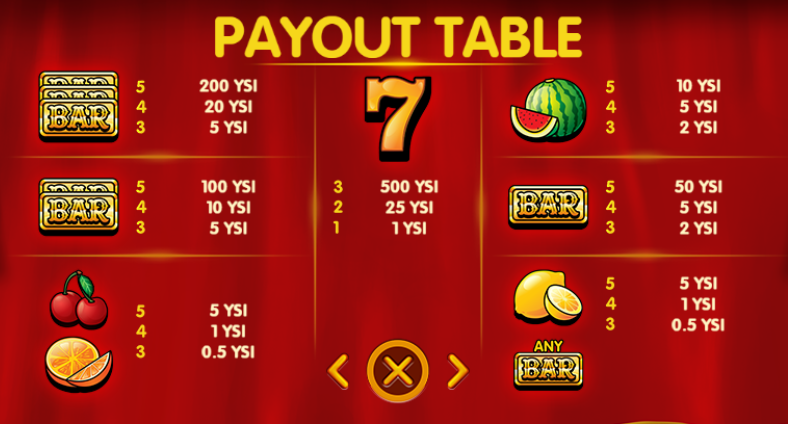 PAYOUT TABLE
BAR
5 200 YSI
4 20 YSI
3 5 YSI
BAR
5 100 YSI
4 10 YSI
3 5 YSI
5 5 YSI
4 1 YSI
3 0.5 YSI
7
3 500 YSI
2 25 YSI
1 1 YSI
5 10 YSI
4 5 YSI
3 2 YSI
BAR
5 50 YSI
4 5 YSI
3 2 YSI
5 5 YSI
4 1 YSI
3 0.5 YSI
ANY
BAR